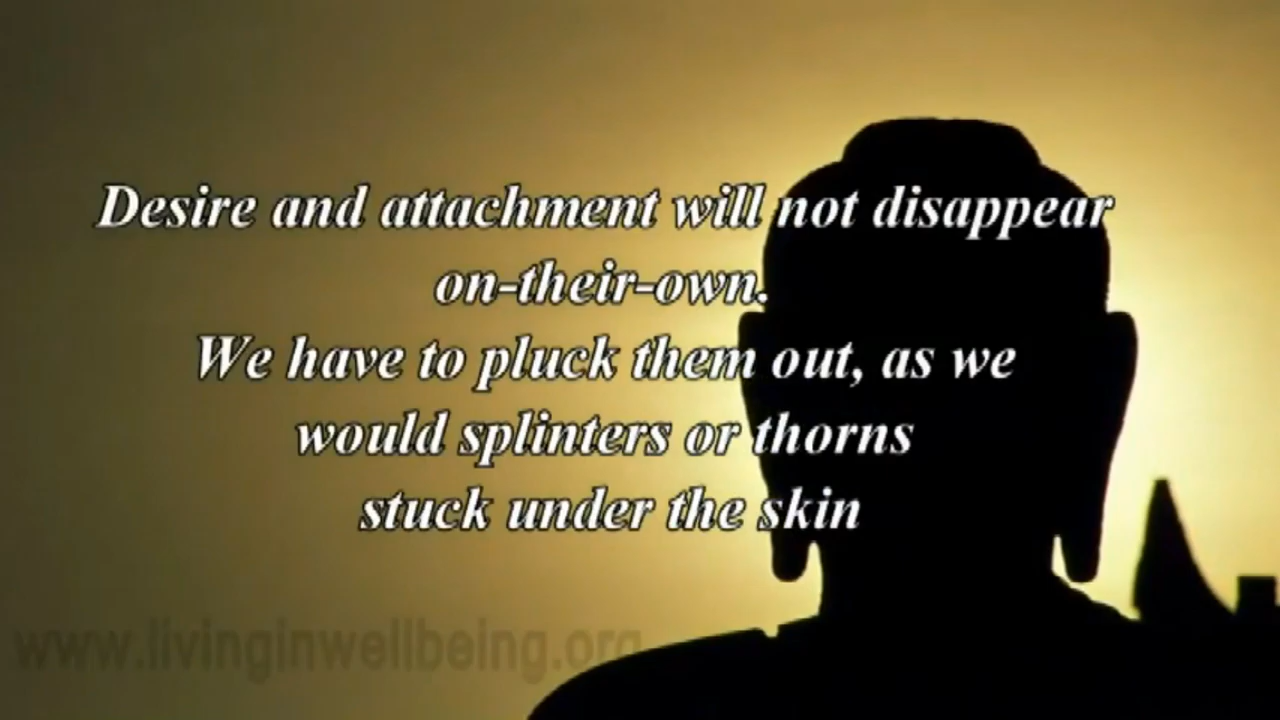 Desire and attachment will not disappear
on-their-own.
We have to pluck them out, as we
would splinters or thorns
stuck under the skin
www.livinginwellbeing.org